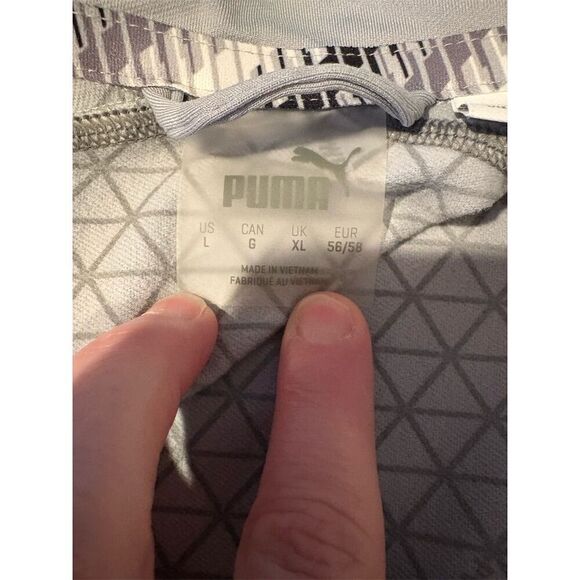 PUMA
US CAN UK EUR
L G XL 56/58
MADE IN VIETNAM
FABRIQUÉ AU VIETNAM